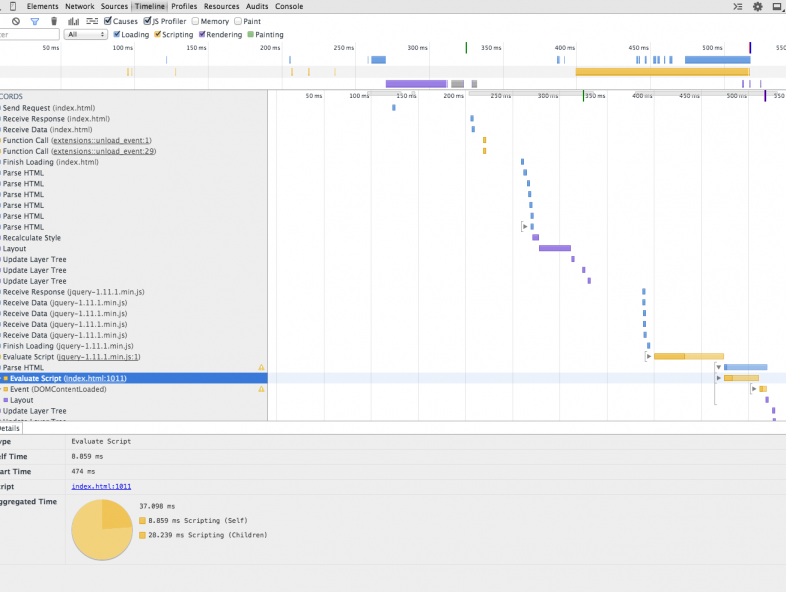 Elements Network Sources Timeline Profiles Resources Audits Console
Causes JS Profiler Memory Paint
ter All Loading Scripting Rendering Painting
50 ms 100 ms 150 ms 200 ms 250 ms 300 ms 350 ms 400 ms 450 ms 500 ms 550
CORDS 50 ms 100 ms 150 ms 200 ms 250 ms 300 ms 350 ms 400 ms 450 ms 500 ms 550
Send Request (index.html)
Receive Response (index.html)
Receive Data (index.html)
Function Call (extensions::unload_event:1)
Function Call (extensions::unload_event:29)
Finish Loading (index.html)
Parse HTML
Parse HTML
Parse HTML
Parse HTML
Parse HTML
Parse HTML
Recalculate Style
Layout
Update Layer Tree
Update Layer Tree
Update Layer Tree
Receive Response (jquery-1.11.1.min.js)
Receive Data (jquery-1.11.1.min.js)
Receive Data (jquery-1.11.1.min.js)
Receive Data (jquery-1.11.1.min.js)
Receive Data (jquery-1.11.1.min.js)
Finish Loading (jquery-1.11.1.min.js)
Evaluate Script (jquery-1.11.1.min.js:1)
Parse HTML
Evaluate Script (index.html:1011)
Event (DOMContentLoaded)
Layout
Update Layer Tree
Update Layer Tree
Details
ype Evaluate Script
elf Time 8.859 ms
art Time 474 ms
ript index.html:1011
ggregated Time
37.098 ms
8.859 ms Scripting (Self)
28.239 ms Scripting (Children)